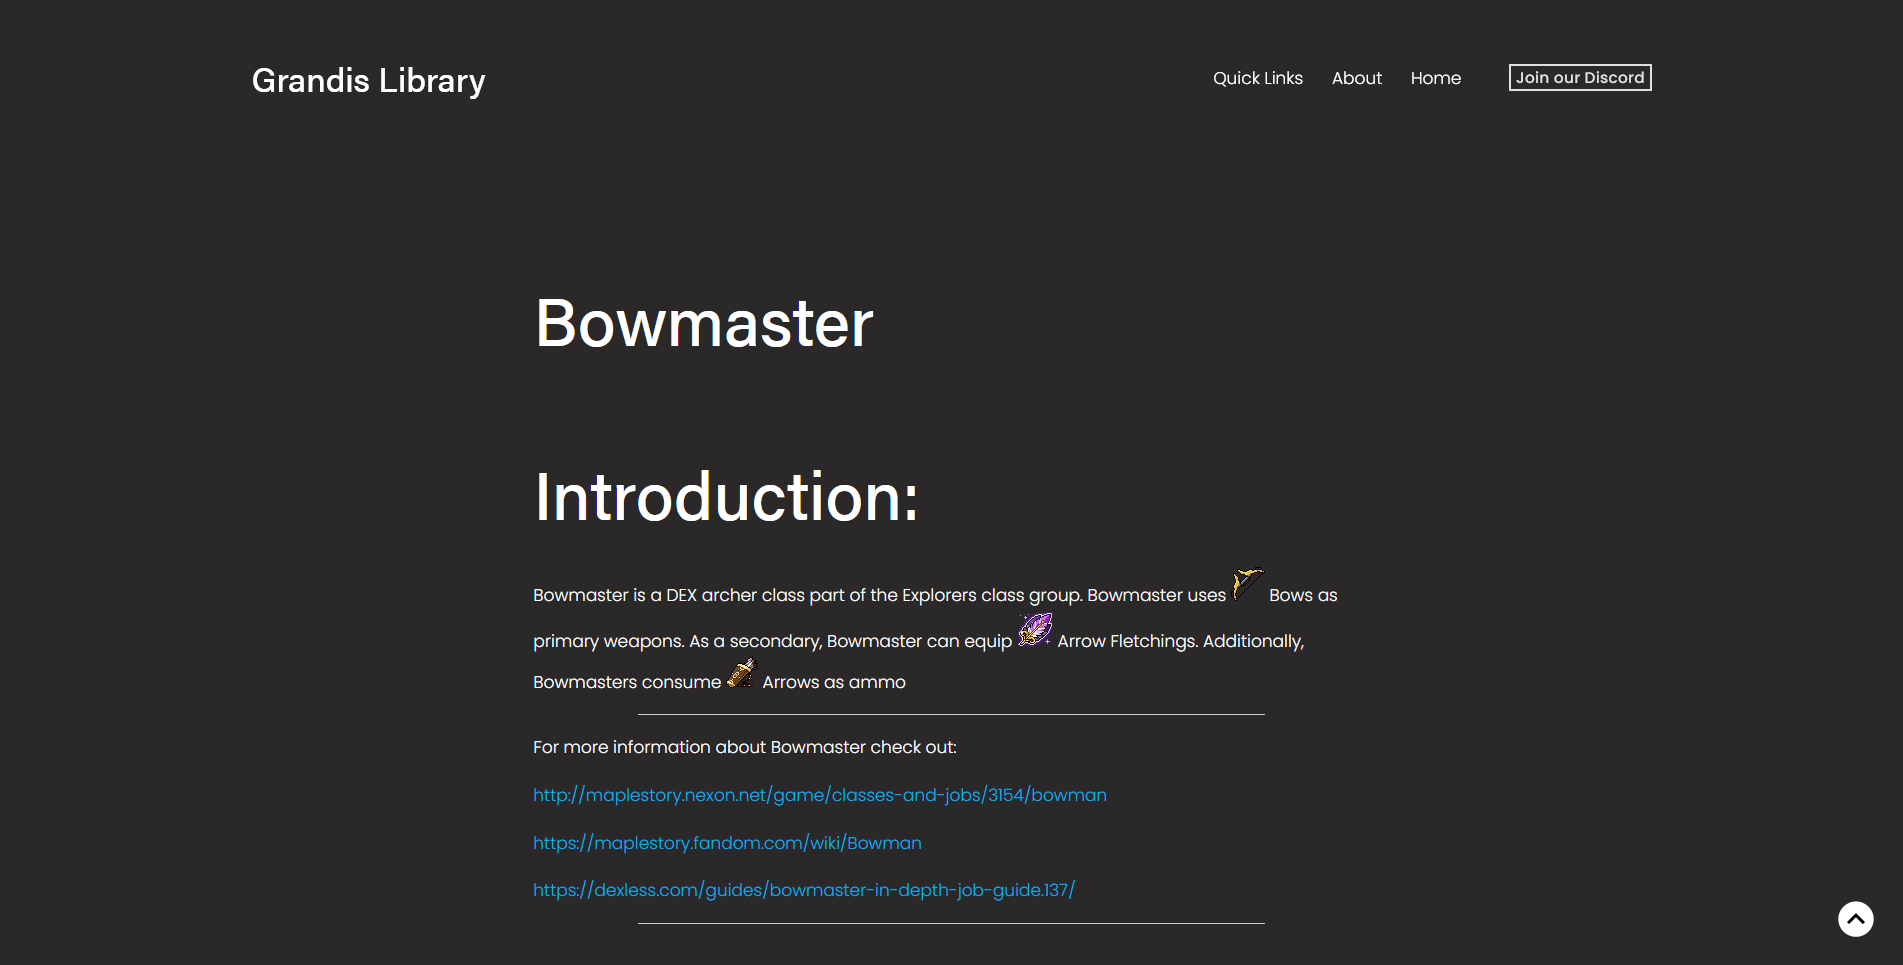 Grandis Library
Quick Links About Home Join our Discord
Bowmaster
Introduction:
Bowmaster is a DEX archer class part of the Explorers class group. Bowmaster uses Bows as
primary weapons. As a secondary, Bowmaster can equip Arrow Fletchings. Additionally,
Bowmasters consume Arrows as ammo
For more information about Bowmaster check out:
http://maplestory.nexon.net/game/classes-and-jobs/3154/bowman
https://maplestory.fandom.com/wiki/Bowman
https://dexless.com/guides/bowmaster-in-depth-job-guide.137/